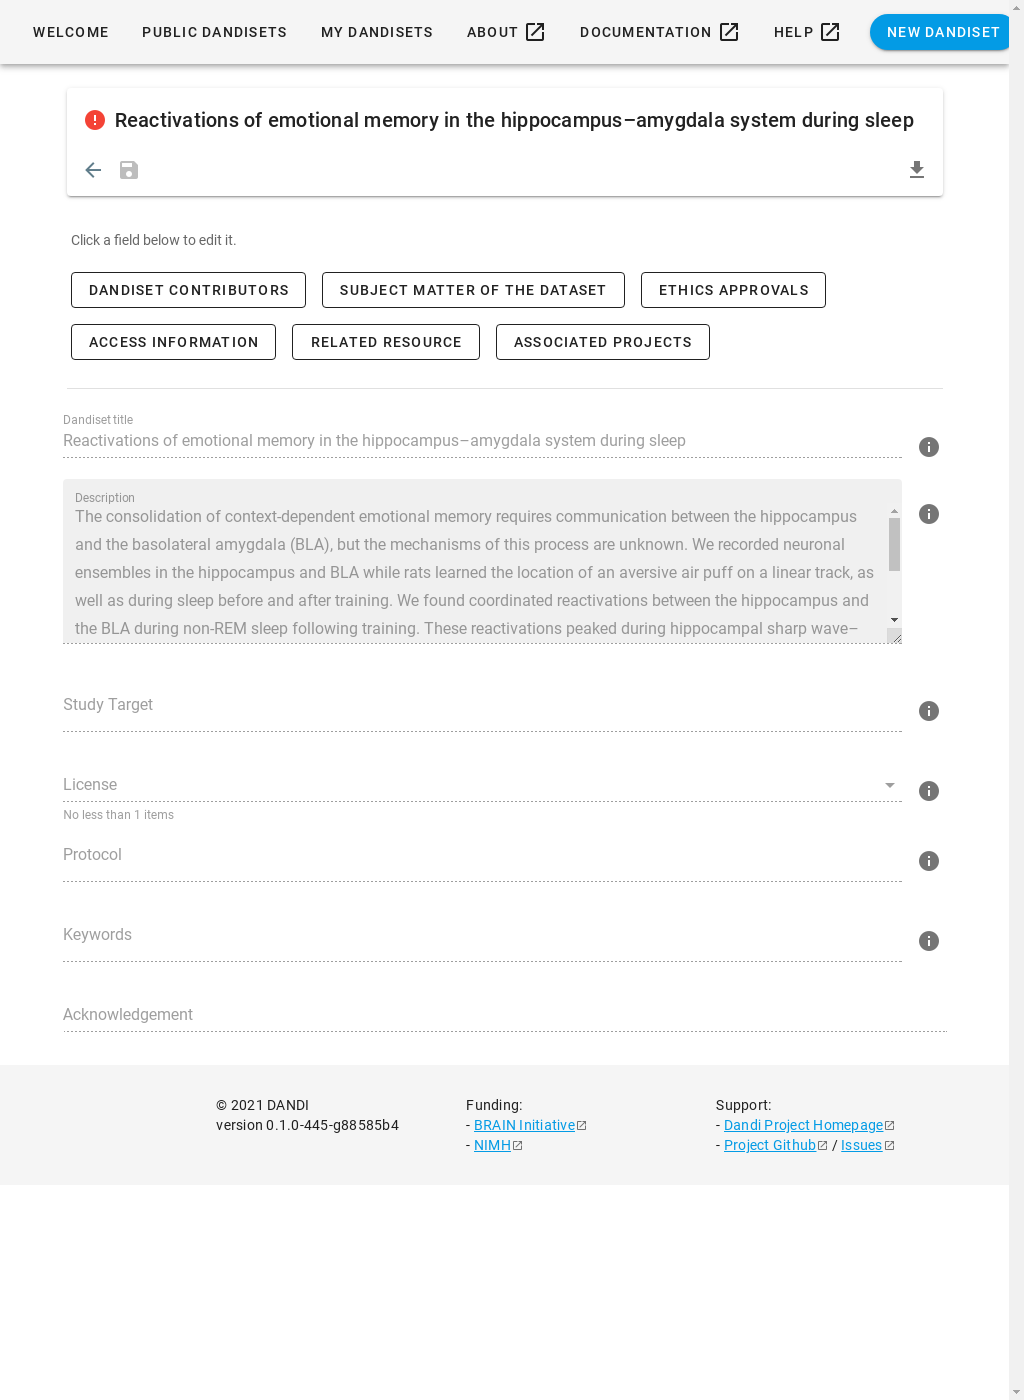 WELCOME PUBLIC DANDISETS MY DANDISETS ABOUT DOCUMENTATION HELP NEW DANDISET
Reactivations of emotional memory in the hippocampus–amygdala system during sleep
Click a field below to edit it.
DANDISET CONTRIBUTORS SUBJECT MATTER OF THE DATASET ETHICS APPROVALS
ACCESS INFORMATION RELATED RESOURCE ASSOCIATED PROJECTS
Dandiset title
Reactivations of emotional memory in the hippocampus–amygdala system during sleep
Description
The consolidation of context-dependent emotional memory requires communication between the hippocampus
and the basolateral amygdala (BLA), but the mechanisms of this process are unknown. We recorded neuronal
ensembles in the hippocampus and BLA while rats learned the location of an aversive air puff on a linear track, as
well as during sleep before and after training. We found coordinated reactivations between the hippocampus and
the BLA during non-REM sleep following training. These reactivations peaked during hippocampal sharp wave–
Study Target
License
No less than 1 items
Protocol
Keywords
Acknowledgement
© 2021 DANDI Funding: Support:
version 0.1.0-445-g88585b4 - BRAIN Initiative - Dandi Project Homepage
- NIMH - Project Github / Issues